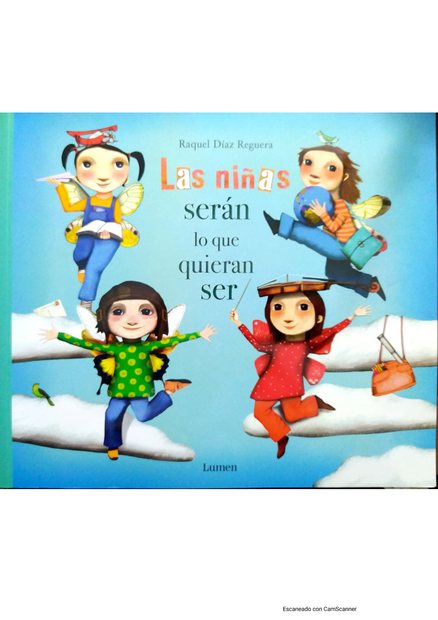 Raquel Díaz Reguera
Las niñas
serán
lo que
quieran
ser
Lumen
Escaneado con CamScanner